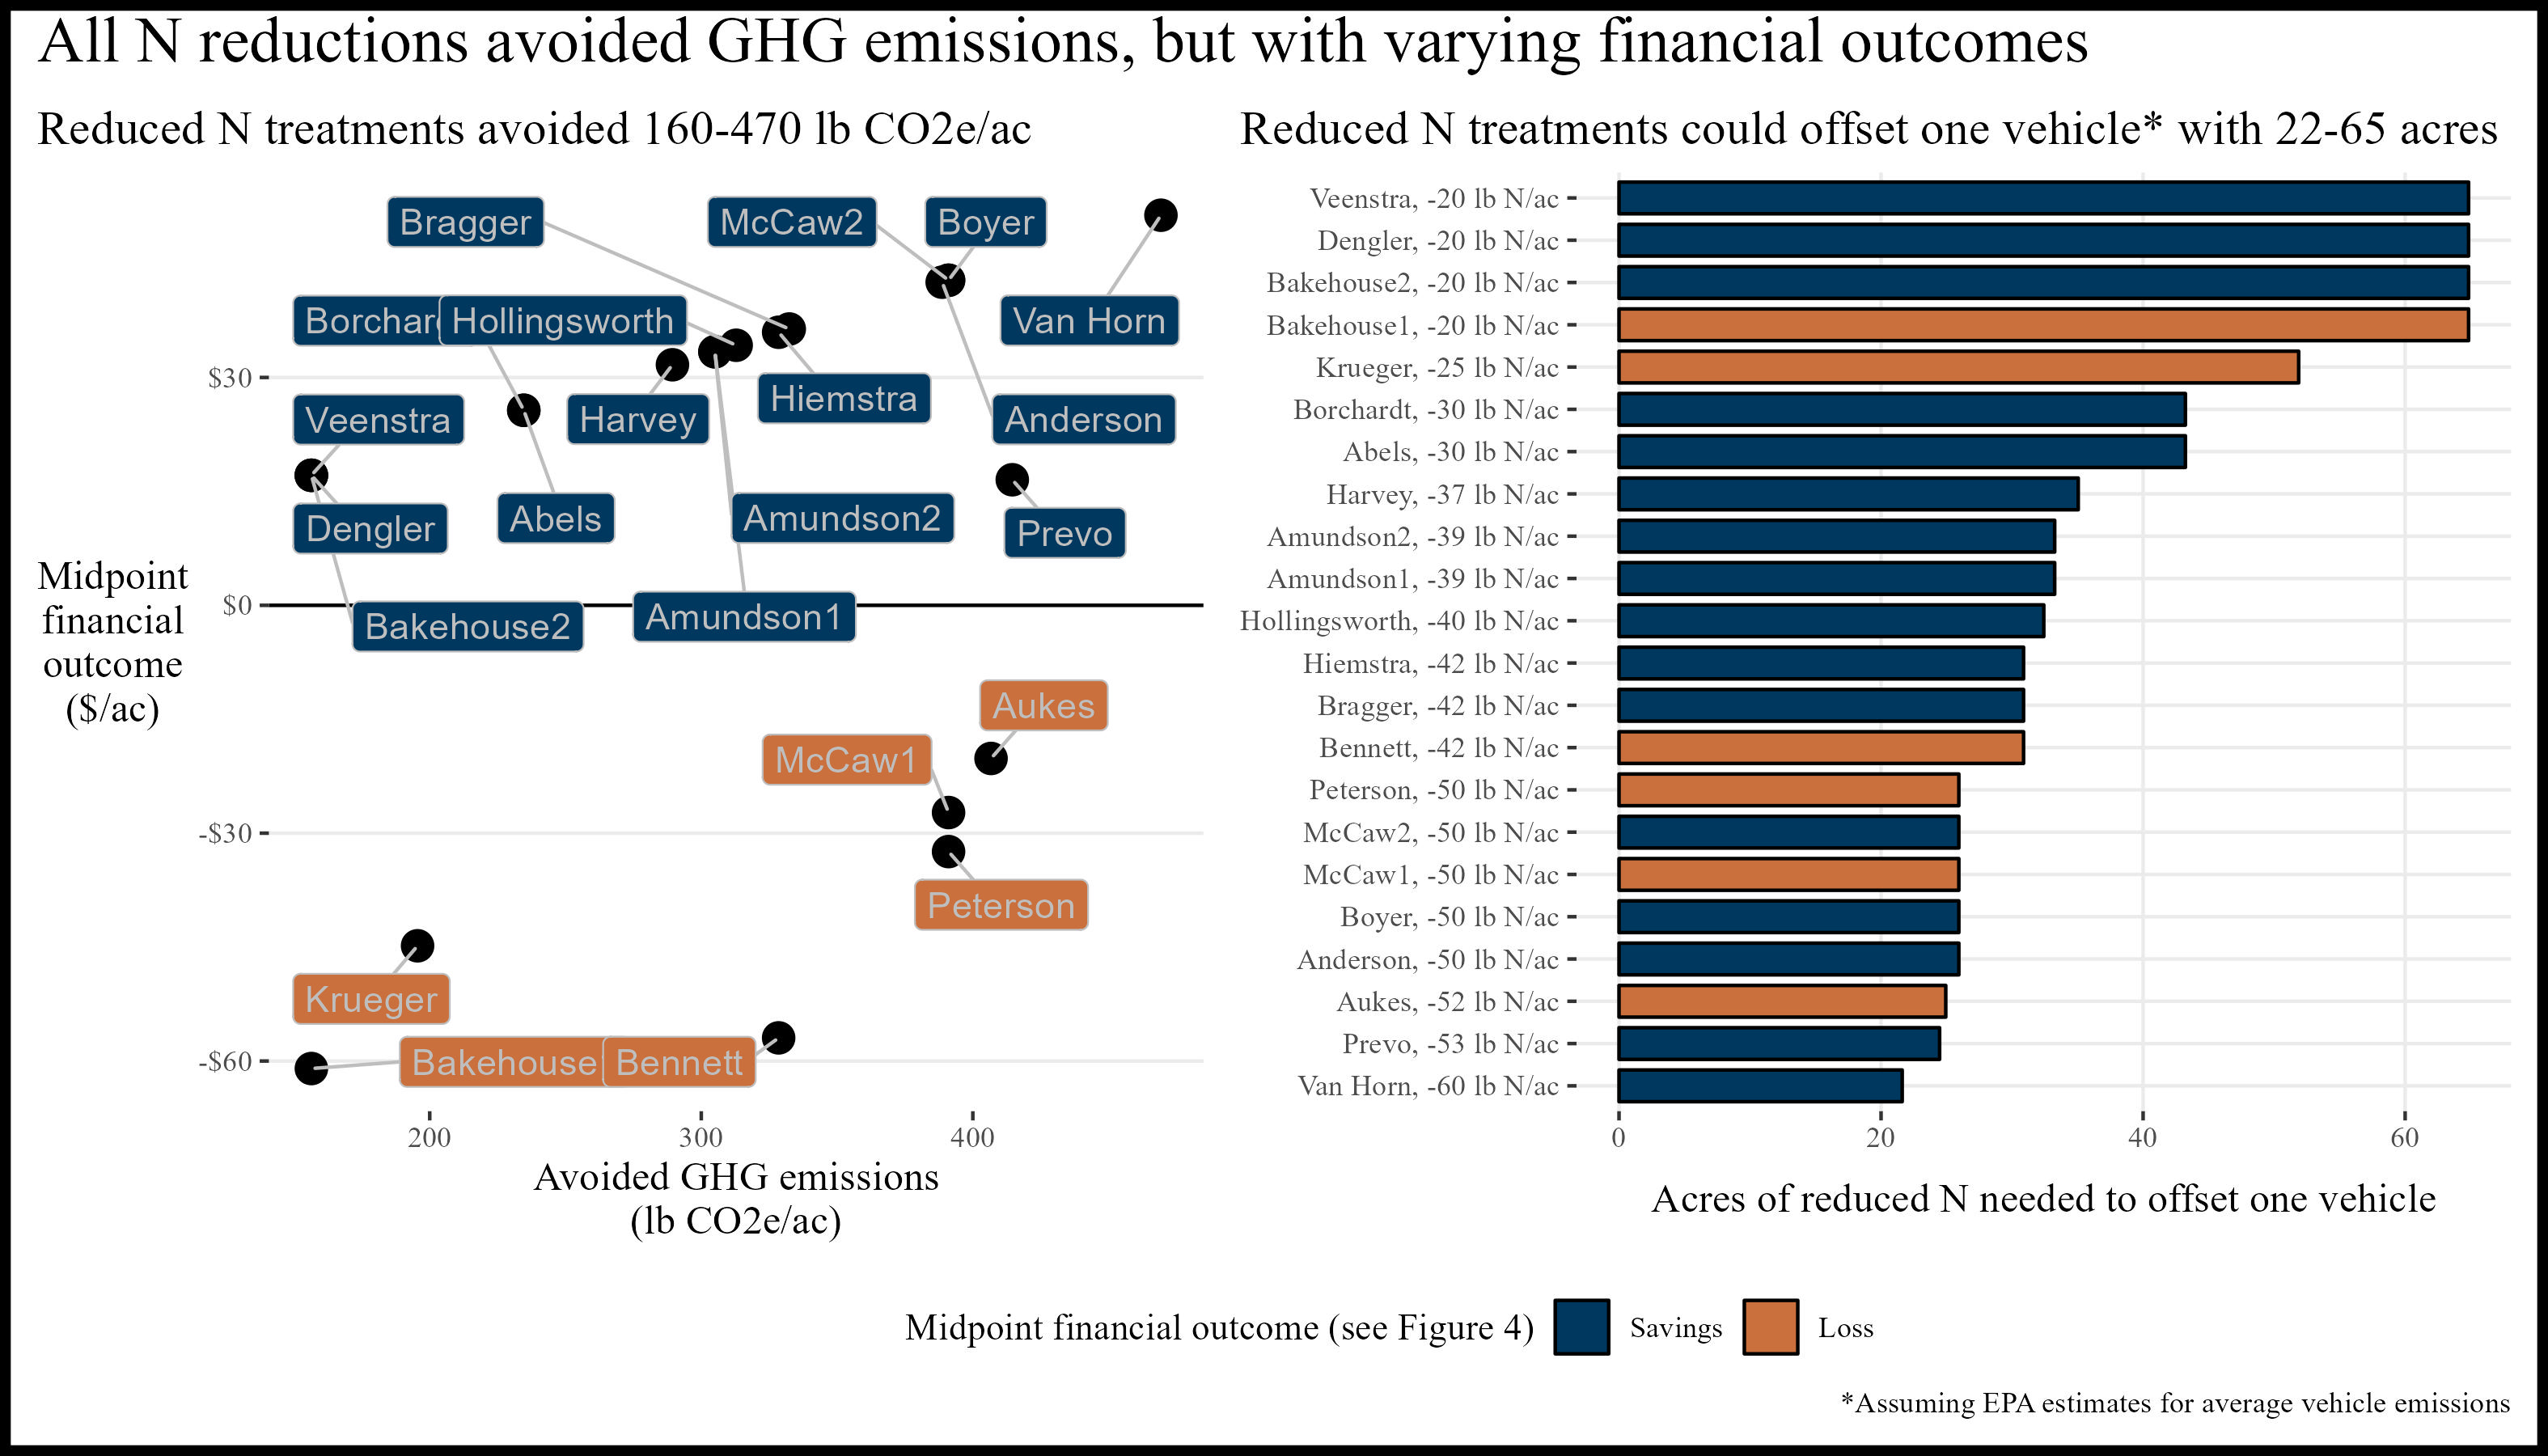 All N reductions avoided GHG emissions, but with varying financial outcomes
Reduced N treatments avoided 160-470 lb CO2e/ac
Bragger
McCaw2
Boyer
Hollingsworth
Van Horn
$30
Hiemstra
Veenstra
Harvey
Anderson
Dengler
Abels
Amundson2
Prevo
Midpoint
financial
outcome
($/ac)
$0
Bakehouse2
Amundson1
Aukes
McCaw1
-$30
Peterson
Krueger
-$60
Bakehouse
Bennett
200
300
400
Avoided GHG emissions
(lb CO2e/ac)
Reduced N treatments could offset one vehicle* with 22-65 acres
Veenstra, -20 lb N/ac
Dengler, -20 lb N/ac
Bakehouse2, -20 lb N/ac
Bakehouse1, -20 lb N/ac
Krueger, -25 lb N/ac
Borchardt, -30 lb N/ac
Abels, -30 lb N/ac
Harvey, -37 lb N/ac
Amundson2, -39 lb N/ac
Amundson1, -39 lb N/ac
Hollingsworth, -40 lb N/ac
Hiemstra, -42 lb N/ac
Bragger, -42 lb N/ac
Bennett, -42 lb N/ac
Peterson, -50 lb N/ac
McCaw2, -50 lb N/ac
McCaw1, -50 lb N/ac
Boyer, -50 lb N/ac
Anderson, -50 lb N/ac
Aukes, -52 lb N/ac
Prevo, -53 lb N/ac
Van Horn, -60 lb N/ac
0
20
40
60
Acres of reduced N needed to offset one vehicle
Midpoint financial outcome (see Figure 4)
Savings
Loss
*Assuming EPA estimates for average vehicle emissions